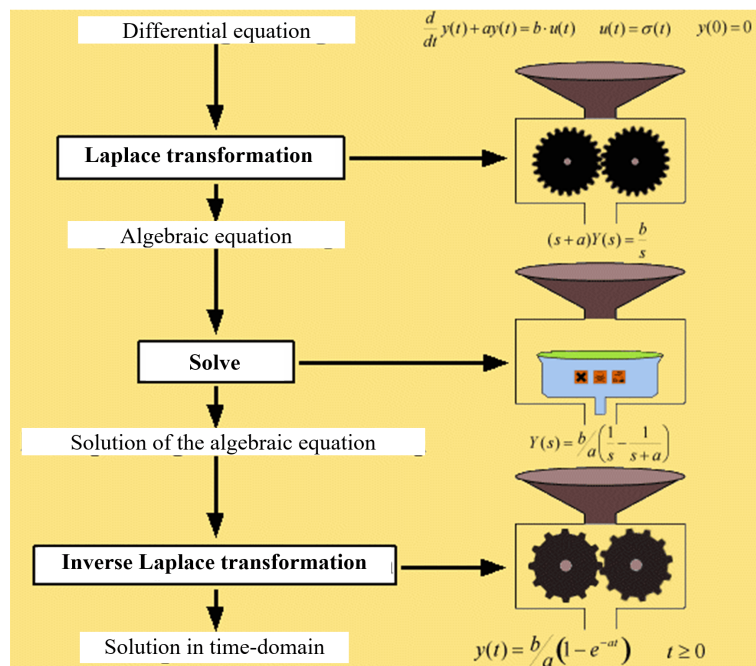 Differential equation
d/dt y(t) + ay(t) = b · u(t) u(t) = σ(t) y(0) = 0
Laplace transformation
Algebraic equation
(s + a)Y(s) = b/s
Solve
Solution of the algebraic equation
Y(s) = b/a (1/s − 1/(s + a))
Inverse Laplace transformation
Solution in time-domain
y(t) = b/a (1 − e^{−at}) t ≥ 0